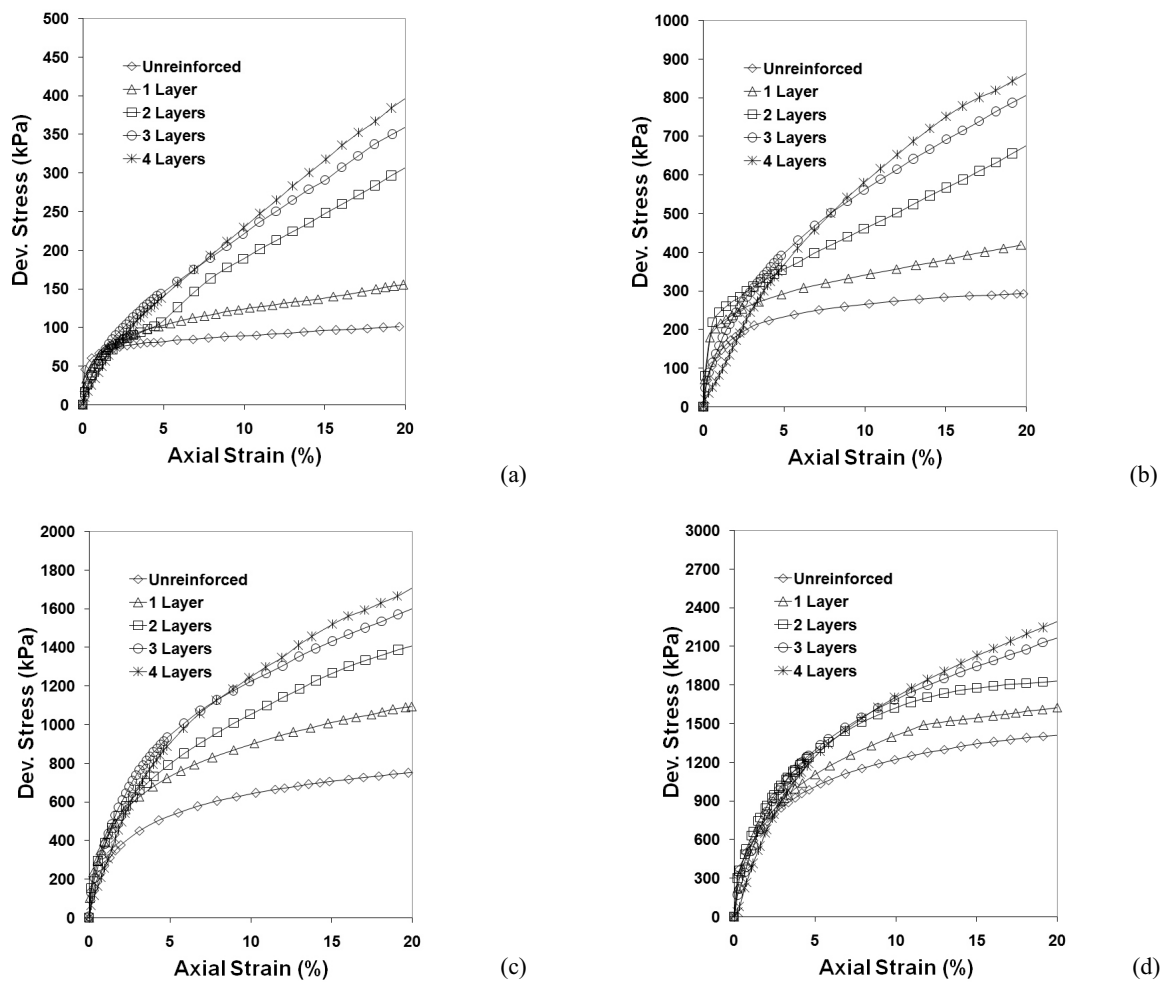 500
450
400
350
300
250
200
150
100
50
0
Dev. Stress (kPa)
Unreinforced
1 Layer
2 Layers
3 Layers
4 Layers
0 5 10 15 20
Axial Strain (%)
(a)
1000
900
800
700
600
500
400
300
200
100
0
Dev. Stress (kPa)
Unreinforced
1 Layer
2 Layers
3 Layers
4 Layers
0 5 10 15 20
Axial Strain (%)
(b)
2000
1800
1600
1400
1200
1000
800
600
400
200
0
Dev. Stress (kPa)
Unreinforced
1 Layer
2 Layers
3 Layers
4 Layers
0 5 10 15 20
Axial Strain (%)
(c)
3000
2700
2400
2100
1800
1500
1200
900
600
300
0
Dev. Stress (kPa)
Unreinforced
1 Layer
2 Layers
3 Layers
4 Layers
0 5 10 15 20
Axial Strain (%)
(d)